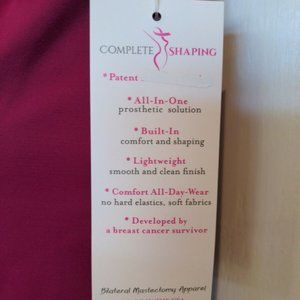 COMPLETE SHAPING
* Patent
* All-In-One
prosthetic solution
* Built-In
comfort and shaping
* Lightweight
smooth and clean finish
* Comfort All-Day-Wear
no hard elastics, soft fabrics
* Developed by
a breast cancer survivor
Bilateral Mastectomy Apparel